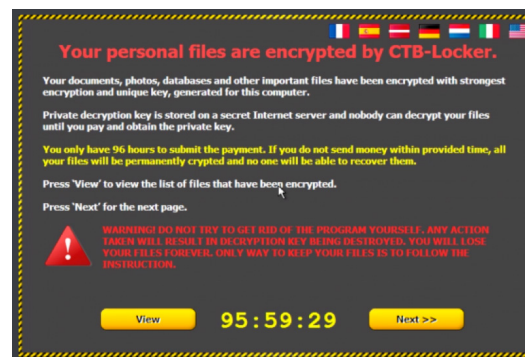 Your personal files are encrypted by CTB-Locker.
Your documents, photos, databases and other important files have been encrypted with strongest
encryption and unique key, generated for this computer.
Private decryption key is stored on a secret Internet server and nobody can decrypt your files
until you pay and obtain the private key.
You only have 96 hours to submit the payment. If you do not send money within provided time, all
your files will be permanently crypted and no one will be able to recover them.
Press 'View' to view the list of files that have been encrypted.
Press 'Next' for the next page.
WARNING! DO NOT TRY TO GET RID OF THE PROGRAM YOURSELF. ANY ACTION
TAKEN WILL RESULT IN DECRYPTION KEY BEING DESTROYED. YOU WILL LOSE
YOUR FILES FOREVER. ONLY WAY TO KEEP YOUR FILES IS TO FOLLOW THE
INSTRUCTION.
View
95:59:29
Next >>